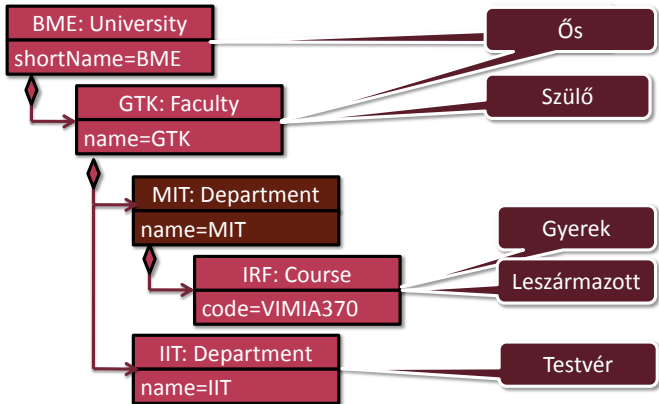 BME: University
shortName=BME
Ős
GTK: Faculty
name=GTK
Szülő
MIT: Department
name=MIT
Gyerek
IRF: Course
code=VIMIA370
Leszármazott
IIT: Department
name=IIT
Testvér